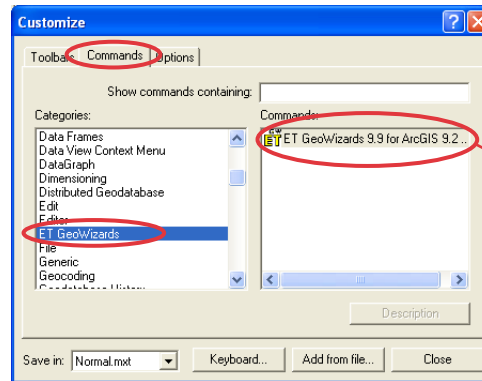 Customize
Toolbars Commands Options
Show commands containing:
Categories: Commands:
Data Frames
Data View Context Menu
DataGraph
Dimensioning
Distributed Geodatabase
Edit
Editor
ET GeoWizards
File
Generic
Geocoding
Geodatabase History
ET GeoWizards 9.9 for ArcGIS 9.2 ..
Description
Save in: Normal.mxt Keyboard... Add from file... Close